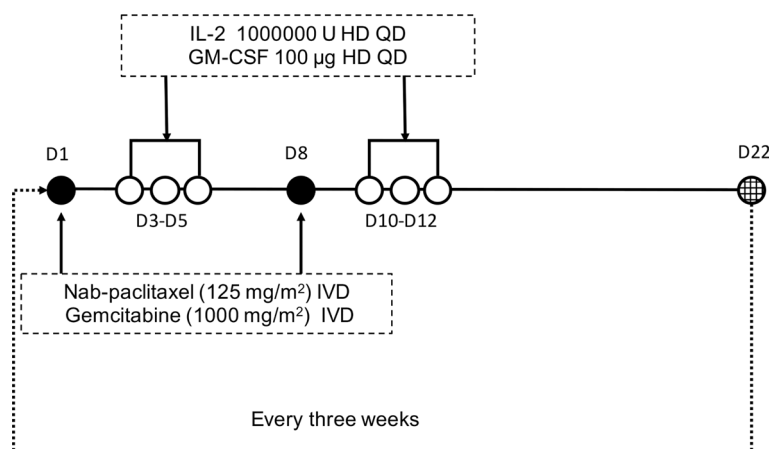 IL-2 1000000 U HD QD
GM-CSF 100 µg HD QD
D1
D8
D22
D3-D5
D10-D12
Nab-paclitaxel (125 mg/m²) IVD
Gemcitabine (1000 mg/m²) IVD
Every three weeks